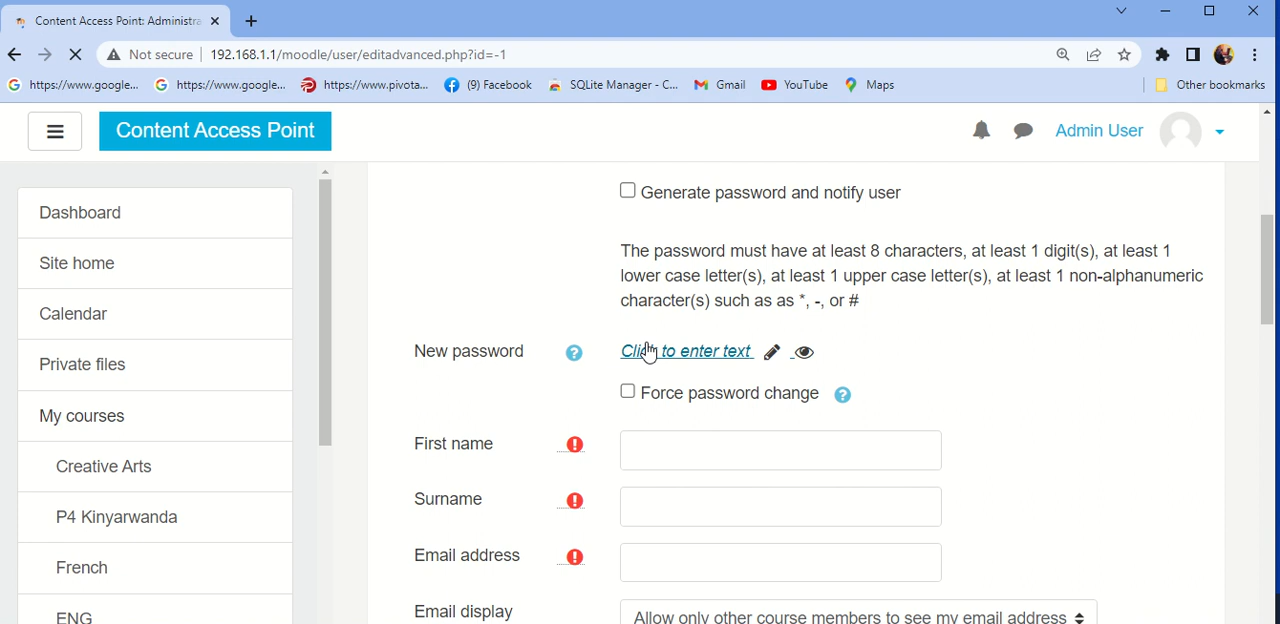 Content Access Point: Administra
Not secure
192.168.1.1/moodle/user/editadvanced.php?id=-1
https://www.google...
https://www.google...
https://www.pivota...
(9) Facebook
SQLite Manager - C...
Gmail
YouTube
Maps
Other bookmarks
Content Access Point
Admin User
Dashboard
Site home
Calendar
Private files
My courses
Creative Arts
P4 Kinyarwanda
French
ENG
Generate password and notify user
The password must have at least 8 characters, at least 1 digit(s), at least 1
lower case letter(s), at least 1 upper case letter(s), at least 1 non-alphanumeric
character(s) such as as *, -, or #
New password
Click to enter text
Force password change
First name
Surname
Email address
Email display
Allow only other course members to see my email address